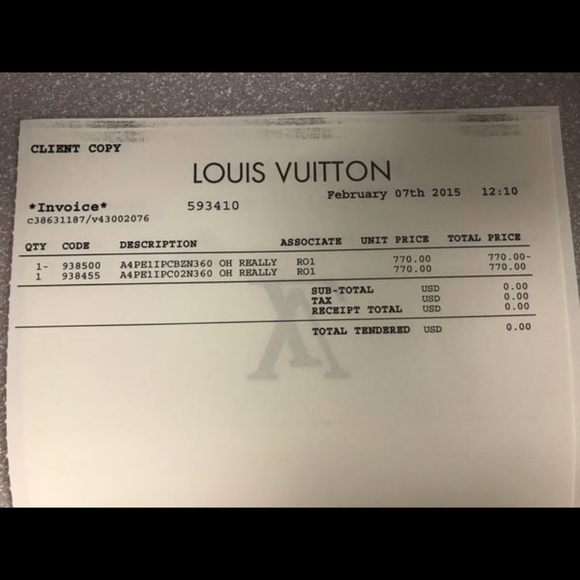 CLIENT COPY
LOUIS VUITTON
February 07th 2015 12:10
*Invoice* 593410
c38631187/v43002076
QTY CODE DESCRIPTION ASSOCIATE UNIT PRICE TOTAL PRICE
1- 938500 A4PE1IPCBZN360 OH REALLY RO1 770.00 770.00-
1 938455 A4PE1IPC02N360 OH REALLY RO1 770.00 770.00
SUB-TOTAL USD 0.00
TAX USD 0.00
RECEIPT TOTAL USD 0.00
TOTAL TENDERED USD 0.00